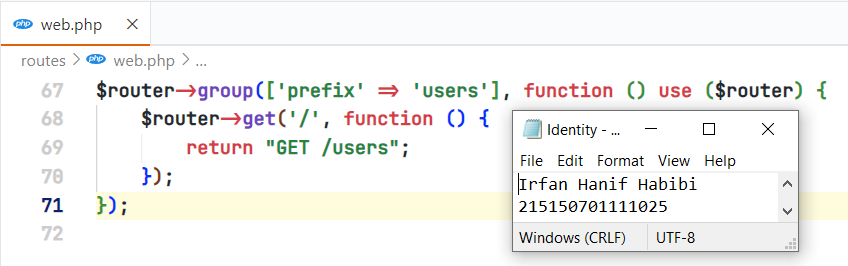 web.php ×
routes > web.php > ...
67 $router->group(['prefix' => 'users'], function () use ($router) {
68 $router->get('/', function () {
69 return "GET /users";
70 });
71 });
72
Identity - ...
File Edit Format View Help
Irfan Hanif Habibi
215150701111025
Windows (CRLF) UTF-8